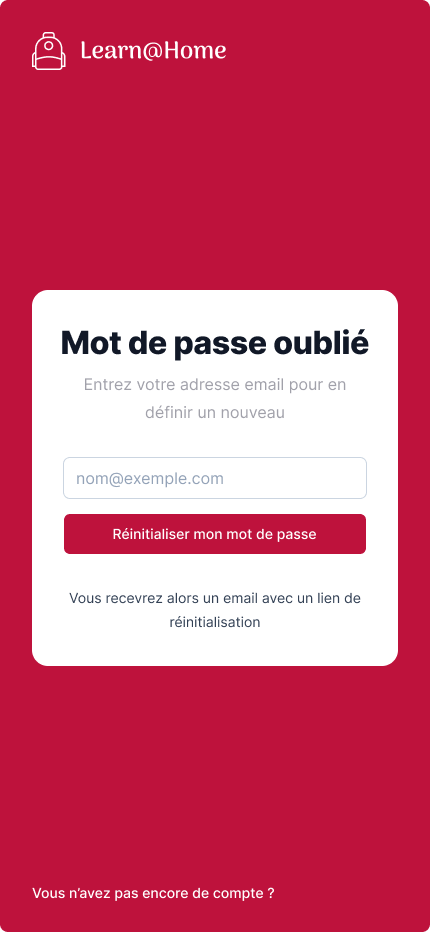 Learn@Home
Mot de passe oublié
Entrez votre adresse email pour en
définir un nouveau
nom@exemple.com
Réinitialiser mon mot de passe
Vous recevrez alors un email avec un lien de
réinitialisation
Vous n’avez pas encore de compte ?